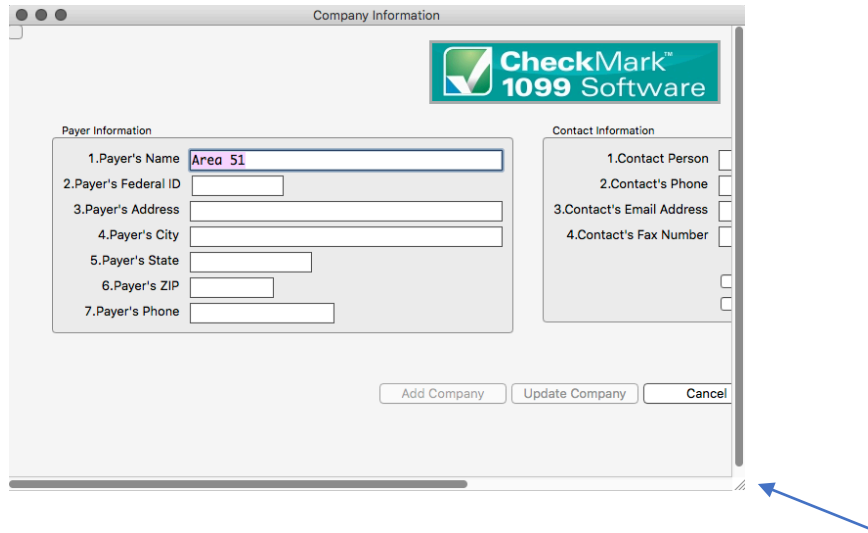 Company Information
CheckMark™
1099 Software
Payer Information
1.Payer's Name Area 51
2.Payer's Federal ID
3.Payer's Address
4.Payer's City
5.Payer's State
6.Payer's ZIP
7.Payer's Phone
Contact Information
1.Contact Person
2.Contact's Phone
3.Contact's Email Address
4.Contact's Fax Number
Add Company Update Company Cancel